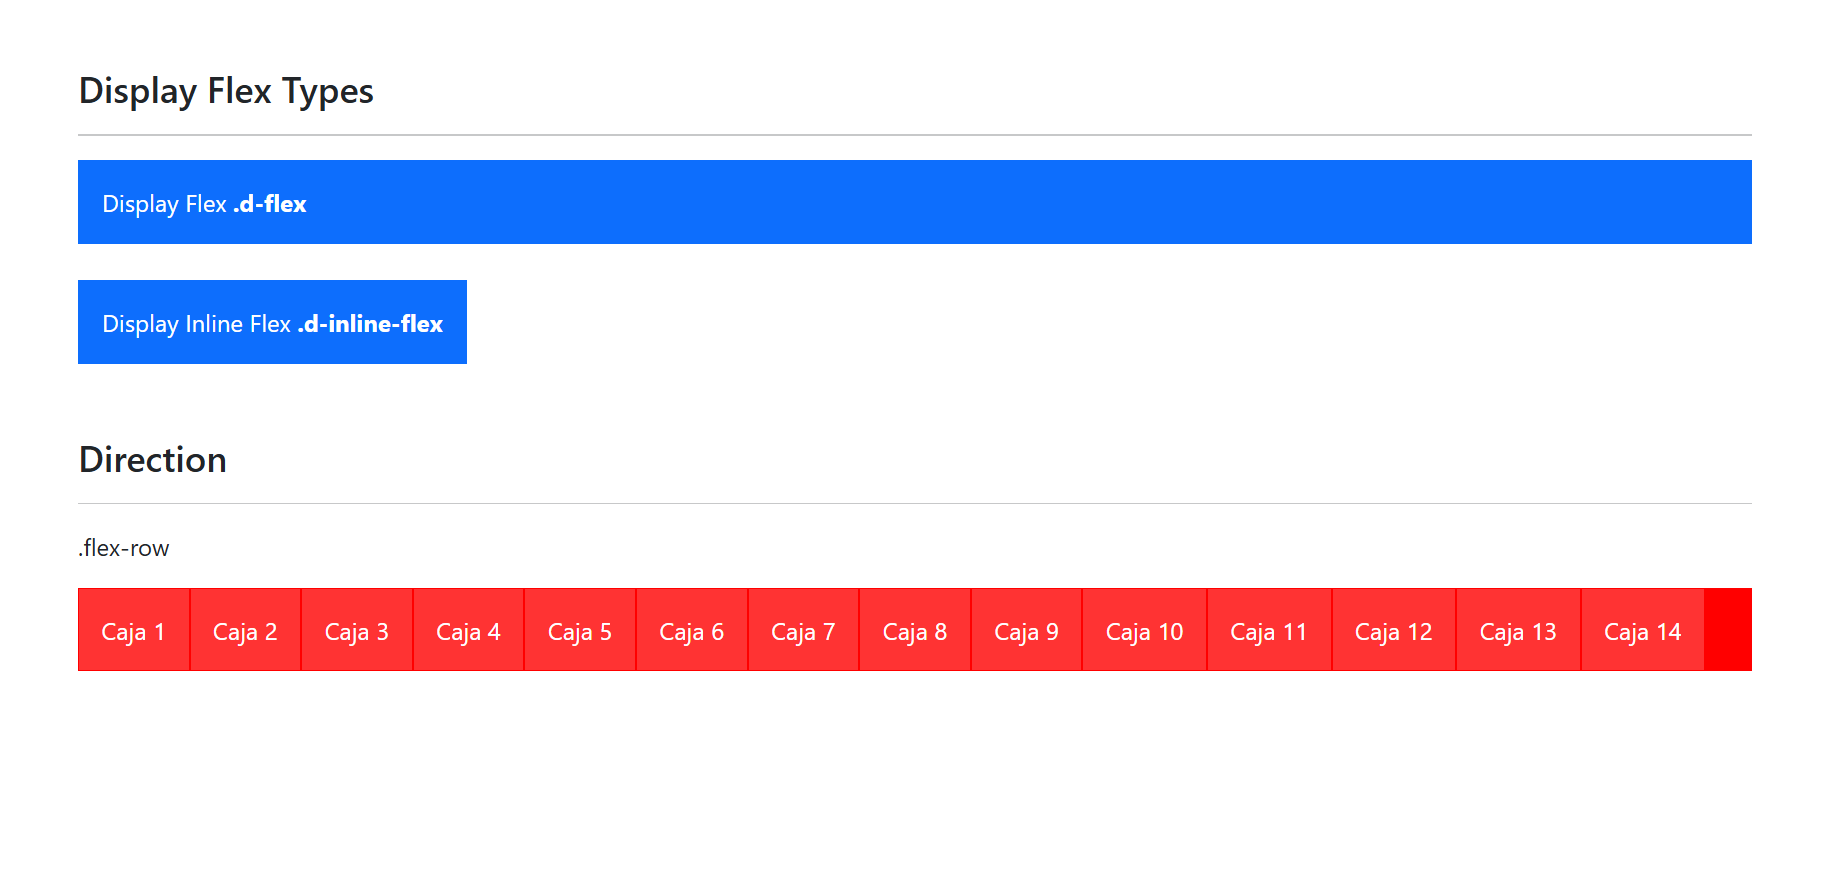 Display Flex Types
Display Flex .d-flex
Display Inline Flex .d-inline-flex
Direction
.flex-row
Caja 1 Caja 2 Caja 3 Caja 4 Caja 5 Caja 6 Caja 7 Caja 8 Caja 9 Caja 10 Caja 11 Caja 12 Caja 13 Caja 14